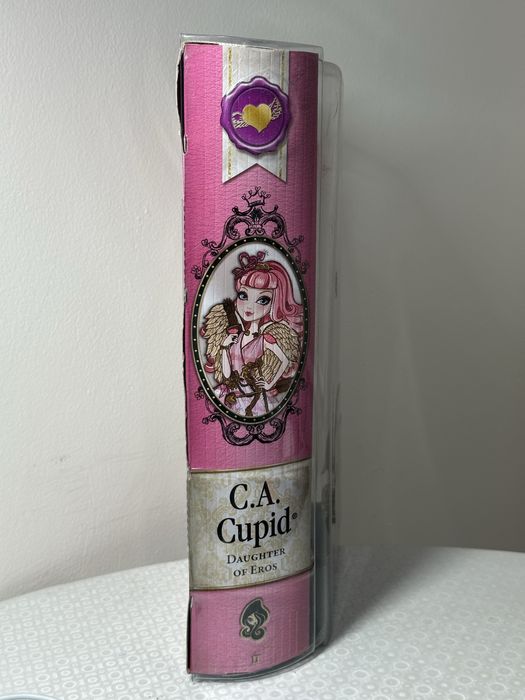 C.A.
Cupid®
DAUGHTER
OF EROS